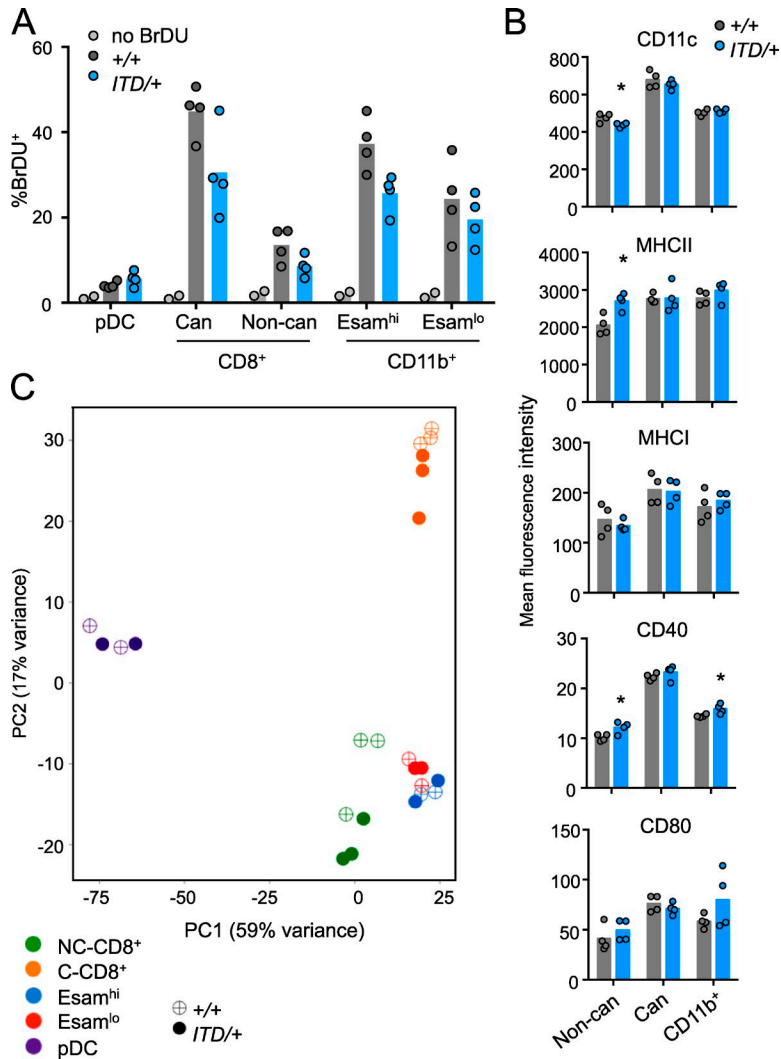 A
no BrDU
+/+
ITD/+
%BrDU⁺
60
40
20
0
pDC
Can
Non-can
Esamʰⁱ
Esamˡᵒ
CD8⁺
CD11b⁺
B
+/+
ITD/+
Mean fluorescence intensity
CD11c
800
600
400
200
0
*
MHCII
4000
3000
2000
1000
0
*
MHCI
300
200
100
0
CD40
30
20
10
0
*
*
CD80
150
100
50
0
Non-can
Can
CD11b⁺
C
PC2 (17% variance)
30
20
10
0
-10
-20
-75
-50
-25
0
25
PC1 (59% variance)
NC-CD8⁺
C-CD8⁺
Esamʰⁱ
Esamˡᵒ
pDC
+/+
ITD/+